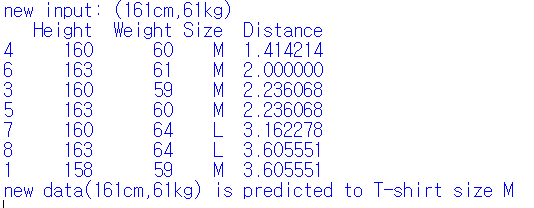 new input: (161cm,61kg)
Height Weight Size Distance
4 160 60 M 1.414214
6 163 61 M 2.000000
3 160 59 M 2.236068
5 163 60 M 2.236068
7 160 64 L 3.162278
8 163 64 L 3.605551
1 158 59 M 3.605551
new data(161cm,61kg) is predicted to T-shirt size M